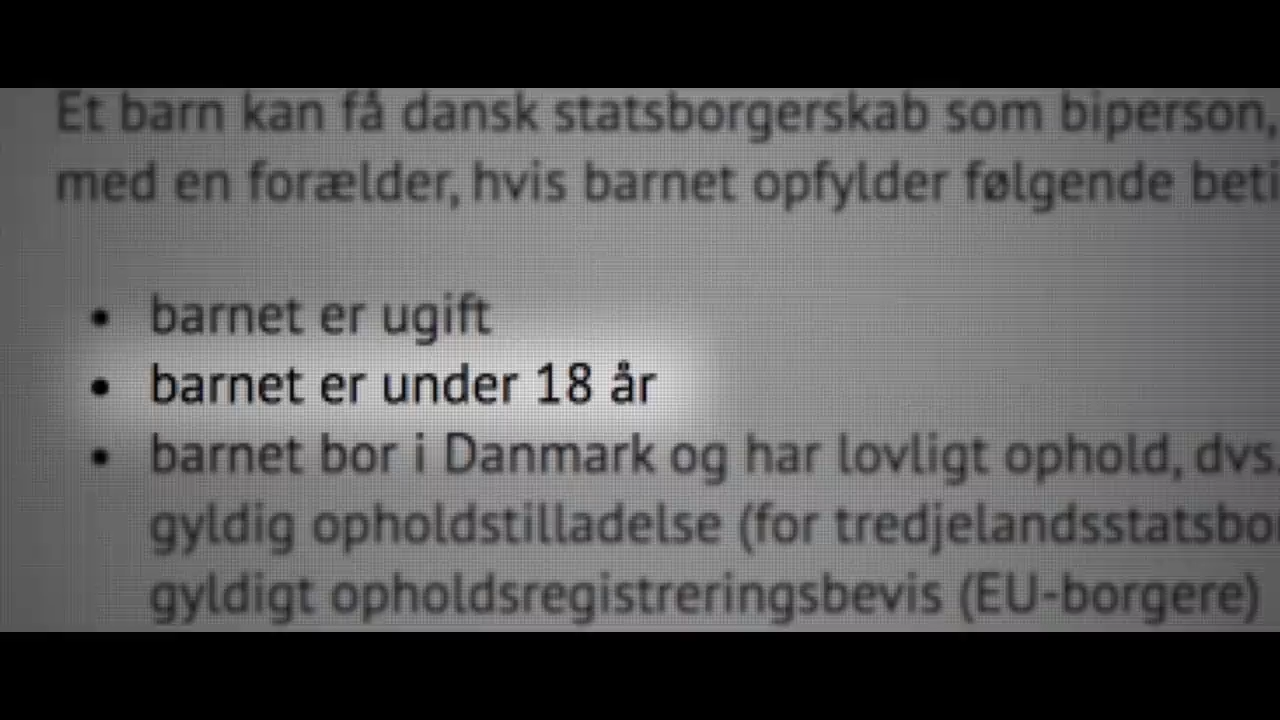 Et barn kan få dansk statsborgerskab som biperson,
med en forælder, hvis barnet opfylder følgende beti
• barnet er ugift
• barnet er under 18 år
• barnet bor i Danmark og har lovligt ophold, dvs.
gyldig opholdstilladelse (for tredjelandsstatsbo
gyldigt opholdsregistreringsbevis (EU-borgere)